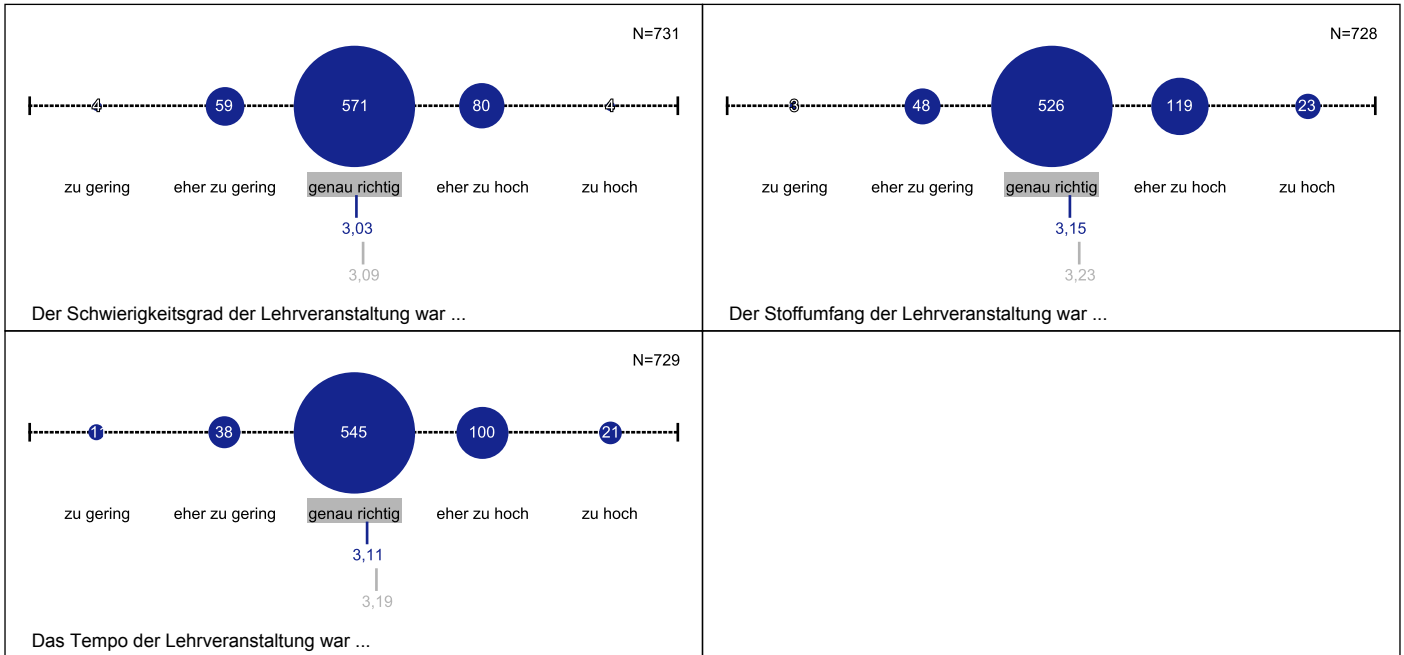 N=731
4 59 571 80 4
zu gering eher zu gering genau richtig eher zu hoch zu hoch
3,03
3,09
Der Schwierigkeitsgrad der Lehrveranstaltung war ...
N=728
3 48 526 119 23
zu gering eher zu gering genau richtig eher zu hoch zu hoch
3,15
3,23
Der Stoffumfang der Lehrveranstaltung war ...
N=729
11 38 545 100 21
zu gering eher zu gering genau richtig eher zu hoch zu hoch
3,11
3,19
Das Tempo der Lehrveranstaltung war ...